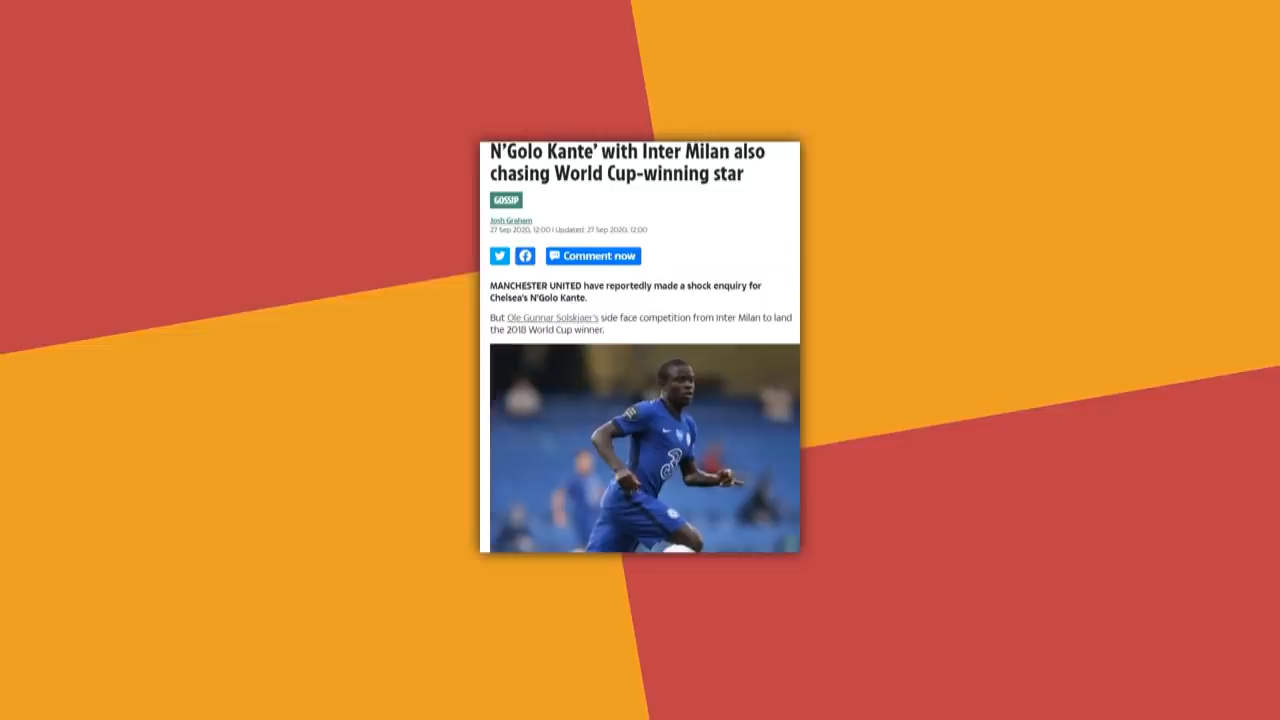 N'Golo Kante' with Inter Milan also
chasing World Cup-winning star
GOSSIP
Josh Graham
27 Sep 2020, 12:00 | Updated: 27 Sep 2020, 12:00
Comment now
MANCHESTER UNITED have reportedly made a shock enquiry for
Chelsea's N'Golo Kante.
But Ole Gunnar Solskjaer's side face competition from Inter Milan to land
the 2018 World Cup winner.